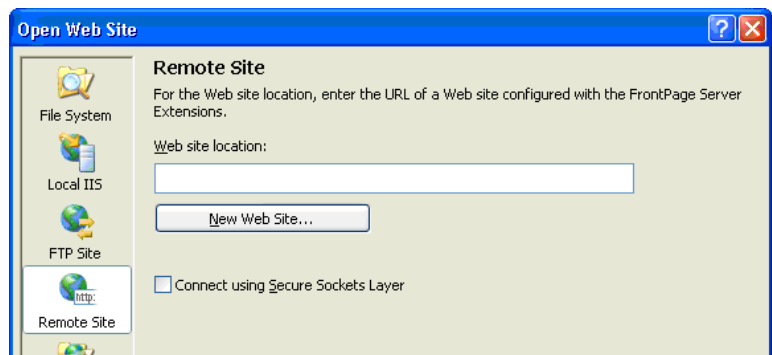 Open Web Site
File System
Local IIS
FTP Site
http:
Remote Site
Remote Site
For the Web site location, enter the URL of a Web site configured with the FrontPage Server
Extensions.
Web site location:
New Web Site...
Connect using Secure Sockets Layer